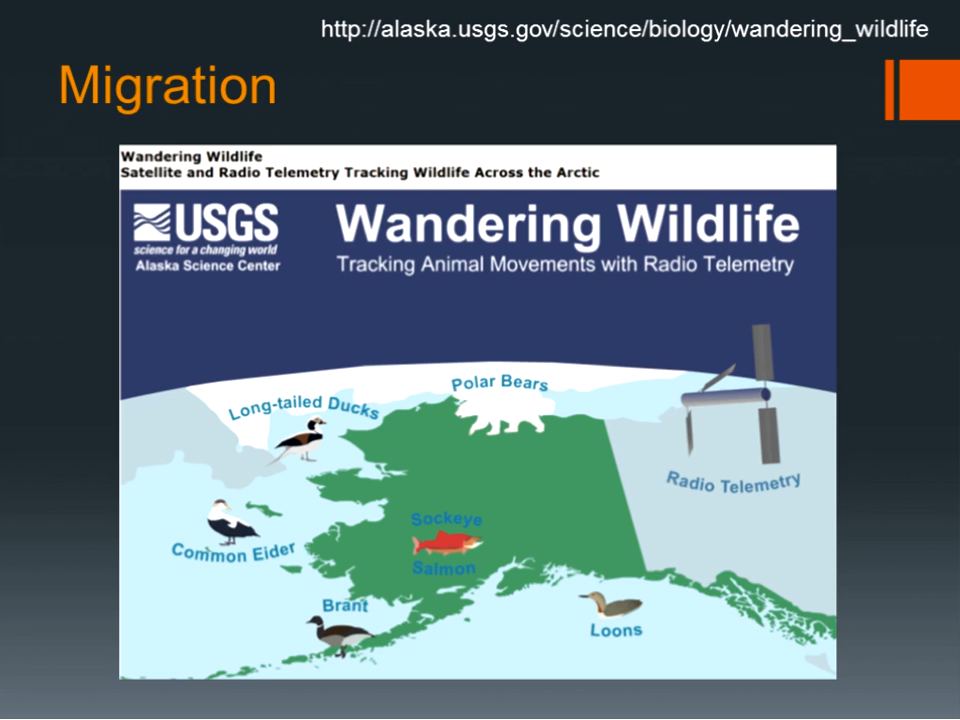 http://alaska.usgs.gov/science/biology/wandering_wildlife
Migration
Wandering Wildlife
Satellite and Radio Telemetry Tracking Wildlife Across the Arctic
USGS
science for a changing world
Alaska Science Center
Wandering Wildlife
Tracking Animal Movements with Radio Telemetry
Polar Bears
Long-tailed Ducks
Radio Telemetry
Sockeye
Salmon
Common Eider
Brant
Loons